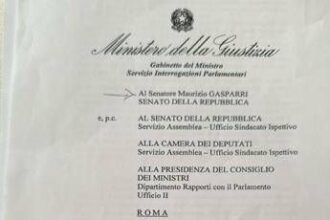 Ministero della Giustizia
Gabinetto del Ministro
Servizio Interrogazioni Parlamentari
Al Senatore Maurizio GASPARRI
SENATO DELLA REPUBBLICA
e, p.c. AL SENATO DELLA REPUBBLICA
Servizio Assemblea – Ufficio Sindacato Ispettivo
ALLA CAMERA DEI DEPUTATI
Servizio Assemblea – Ufficio Sindacato Ispettivo
ALLA PRESIDENZA DEL CONSIGLIO
DEI MINISTRI
Dipartimento Rapporti con il Parlamento
Ufficio II
ROMA